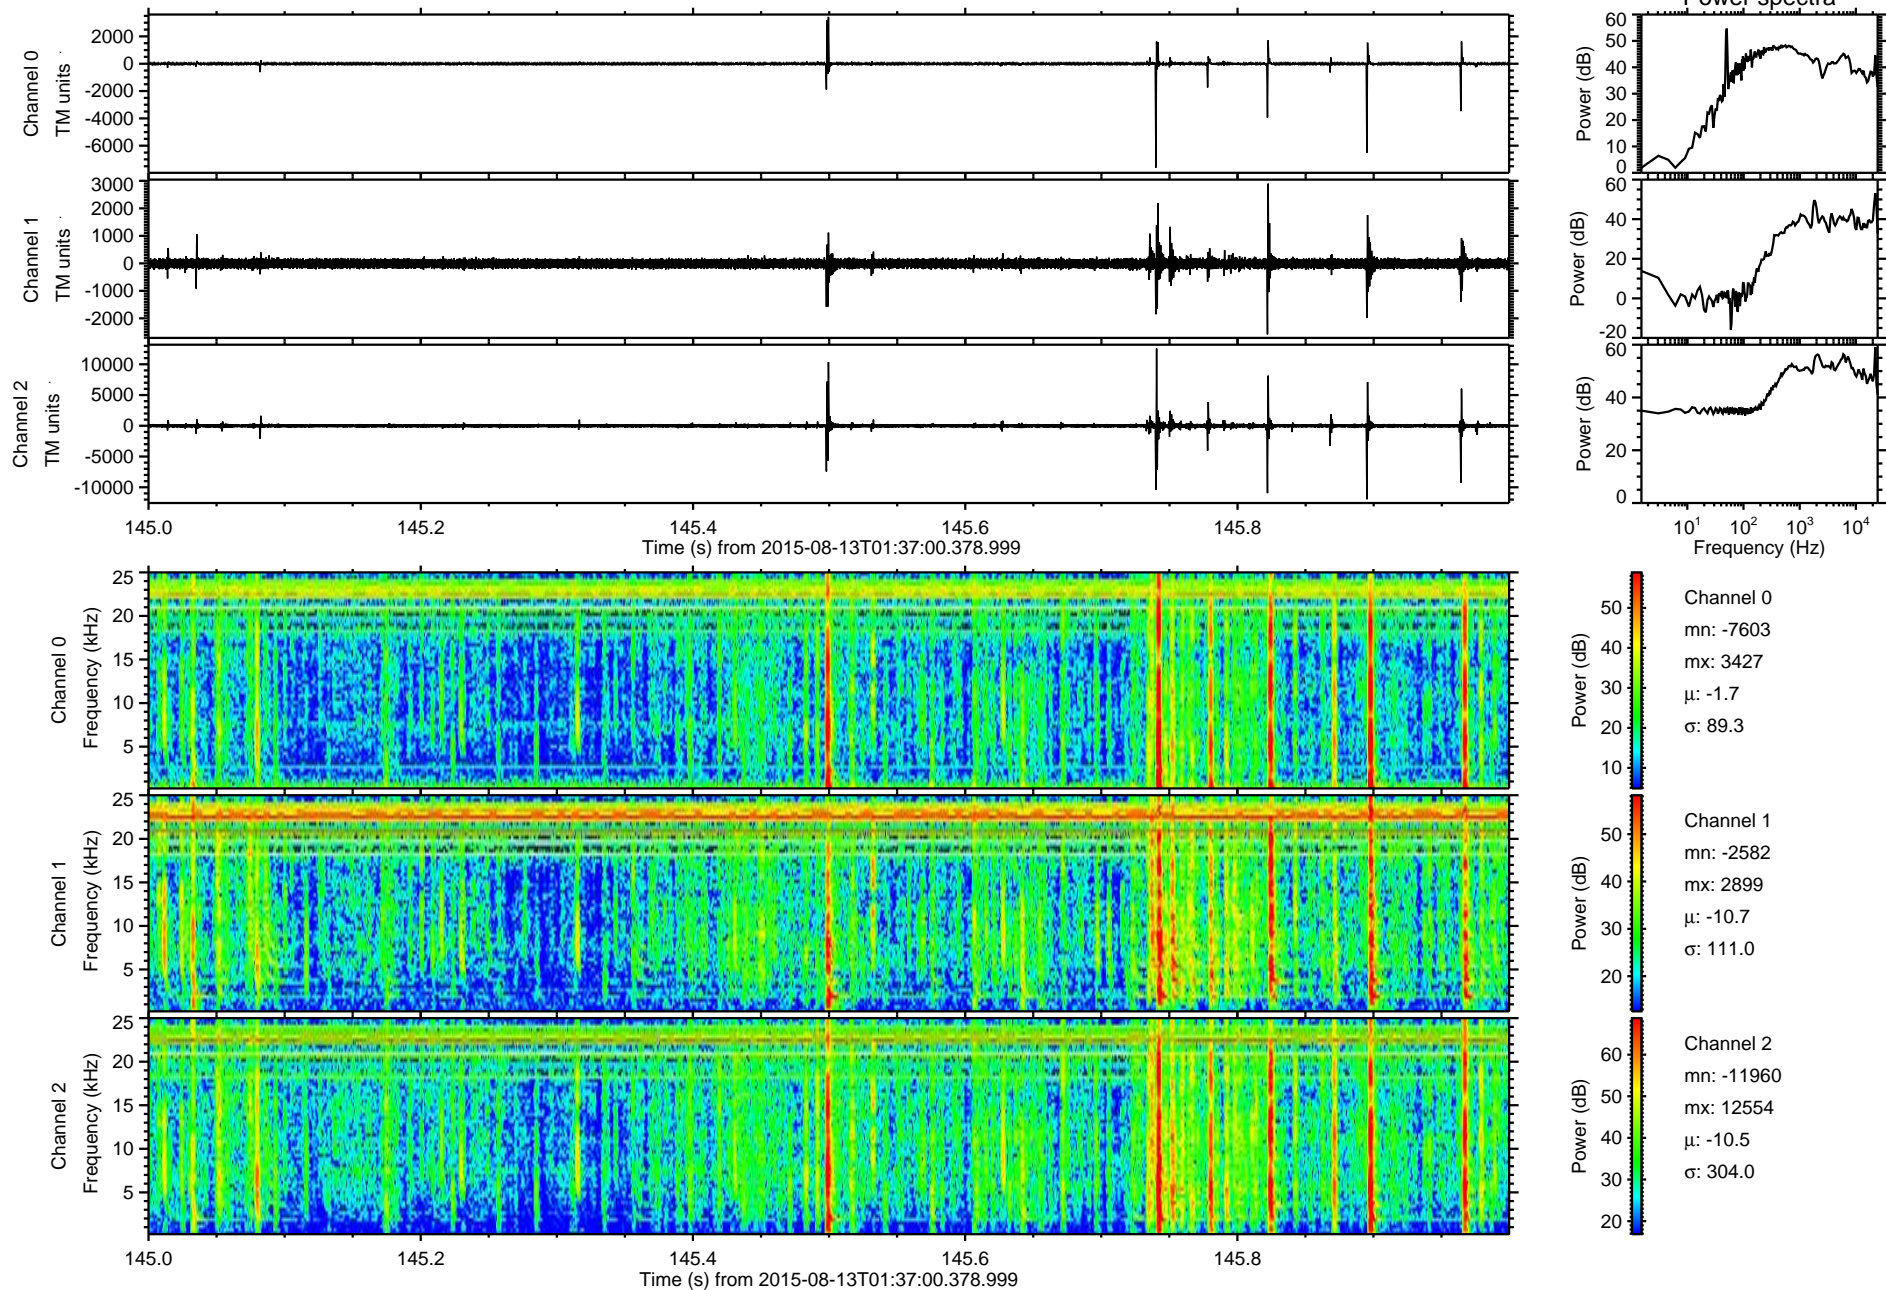 Power spectra
Channel 0
TM units
2000
0
-2000
-4000
-6000
Power (dB)
60
50
40
30
20
10
0
Channel 1
TM units
3000
2000
1000
0
-1000
-2000
Power (dB)
60
40
20
0
-20
Channel 2
TM units
10000
5000
0
-5000
-10000
Power (dB)
60
40
20
0
145.0 145.2 145.4 145.6 145.8
Time (s) from 2015-08-13T01:37:00.378.999
10¹ 10² 10³ 10⁴
Frequency (Hz)
Channel 0
Frequency (kHz)
25
20
15
10
5
Power (dB)
50
40
30
20
10
Channel 0
mn: -7603
mx: 3427
μ: -1.7
σ: 89.3
Channel 1
Frequency (kHz)
25
20
15
10
5
Power (dB)
50
40
30
20
Channel 1
mn: -2582
mx: 2899
μ: -10.7
σ: 111.0
Channel 2
Frequency (kHz)
25
20
15
10
5
Power (dB)
60
50
40
30
20
Channel 2
mn: -11960
mx: 12554
μ: -10.5
σ: 304.0
145.0 145.2 145.4 145.6 145.8
Time (s) from 2015-08-13T01:37:00.378.999